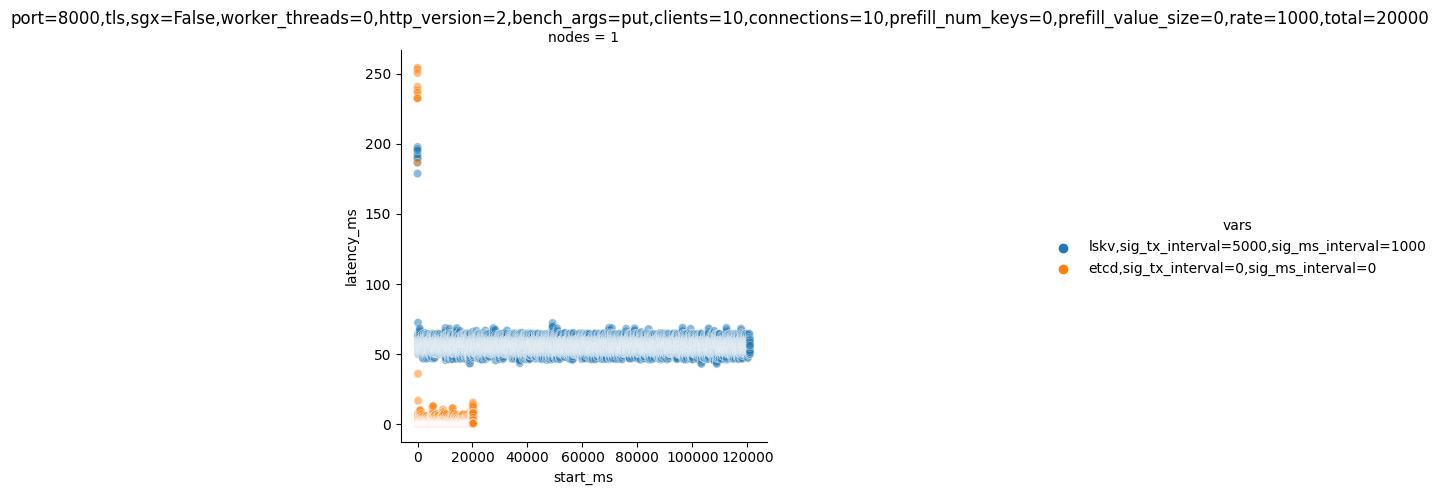 port=8000,tls,sgx=False,worker_threads=0,http_version=2,bench_args=put,clients=10,connections=10,prefill_num_keys=0,prefill_value_size=0,rate=1000,total=20000
nodes = 1
250
200
150
100
50
0
latency_ms
0 20000 40000 60000 80000 100000 120000
start_ms
vars
lskv,sig_tx_interval=5000,sig_ms_interval=1000
etcd,sig_tx_interval=0,sig_ms_interval=0